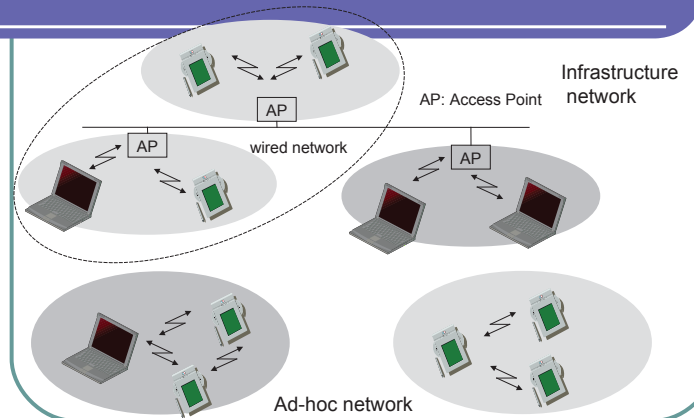 Infrastructure
network
AP: Access Point
AP
AP
wired network
AP
Ad-hoc network